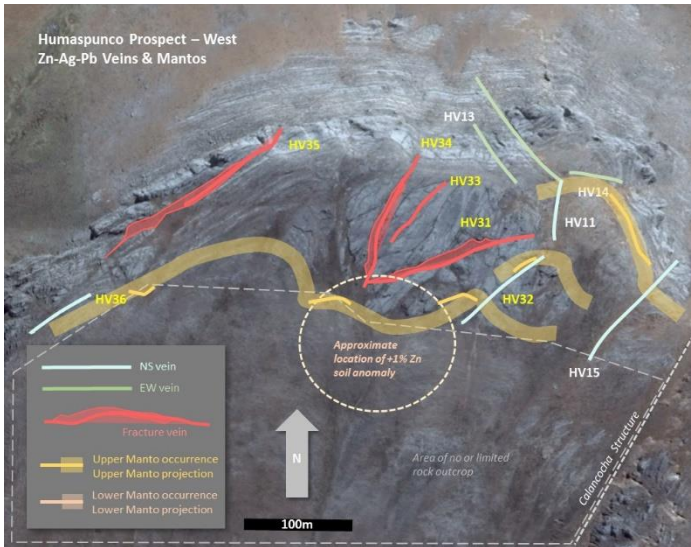 Humaspunco Prospect – West
Zn-Ag-Pb Veins & Mantos
HV13
HV35
HV34
HV33
HV14
HV31
HV11
HV36
HV32
Approximate
location of +1% Zn
soil anomaly
HV15
NS vein
EW vein
Fracture vein
Upper Manto occurrence
Upper Manto projection
Lower Manto occurrence
Lower Manto projection
N
100m
Area of no or limited
rock outcrop
Calancocha Structure